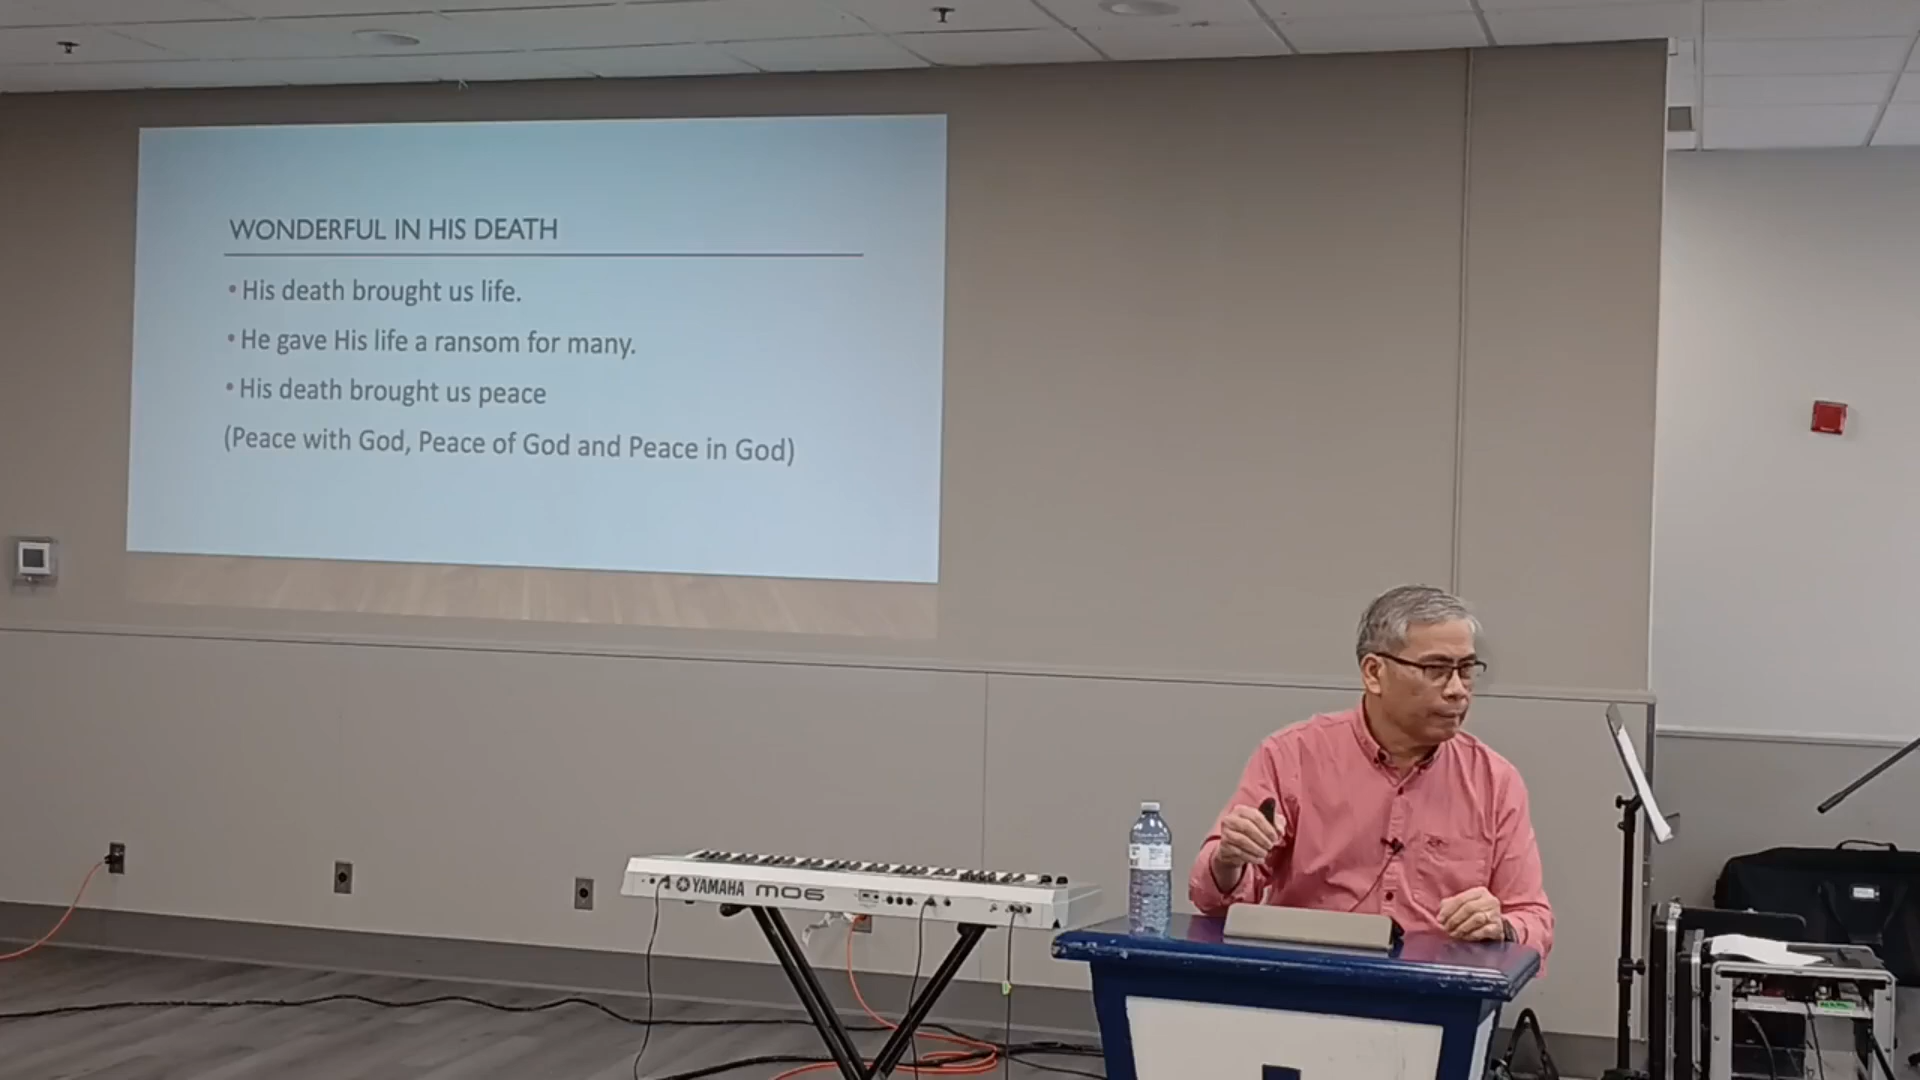 WONDERFUL IN HIS DEATH
• His death brought us life.
• He gave His life a ransom for many.
• His death brought us peace
(Peace with God, Peace of God and Peace in God)
YAMAHA MO6